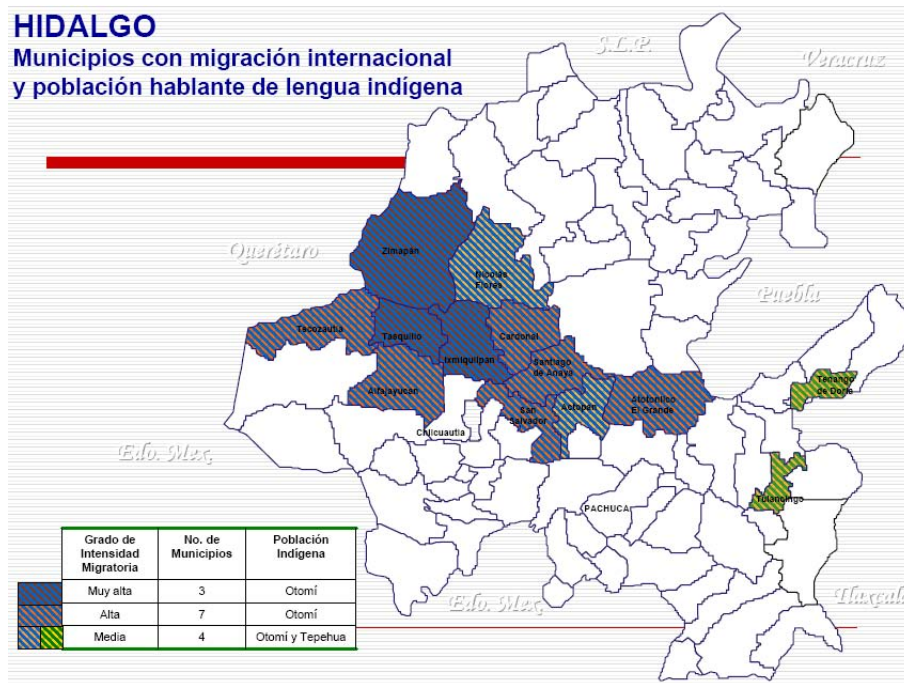 HIDALGO
Municipios con migración internacional
y población hablante de lengua indígena
S.L.P.
Veracruz
Querétaro
Zimapán
Nicolás
Flores
Puebla
Tecozautla
Tasquillo
Cardonal
Ixmiquilpan
Santiago
de Anaya
Alfajayucan
Tenango
de Doria
Atotonilco
El Grande
San
Salvador
Actopán
Chilcuautla
Edo. Mex.
Tulancingo
PACHUCA
Grado de
Intensidad
Migratoria
No. de
Municipios
Población
Indígena
Muy alta 3 Otomí
Alta 7 Otomí
Media 4 Otomí y Tepehua
Edo. Mex.
Tlaxcala